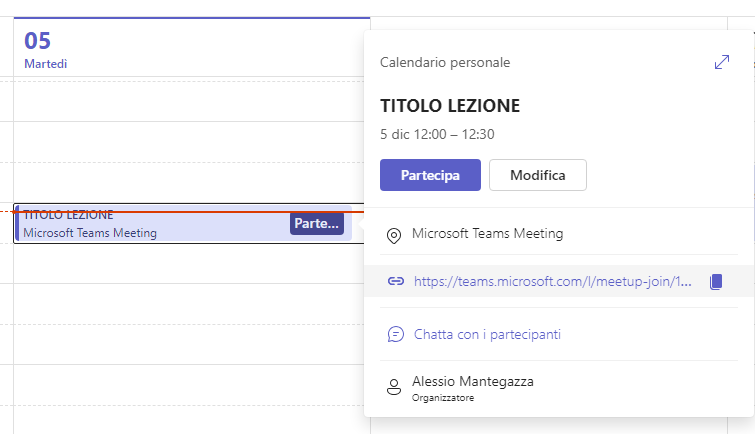 05
Martedì
TITOLO LEZIONE
Microsoft Teams Meeting
Parte...
Calendario personale
TITOLO LEZIONE
5 dic 12:00 – 12:30
Partecipa
Modifica
Microsoft Teams Meeting
https://teams.microsoft.com/l/meetup-join/1...
Chatta con i partecipanti
Alessio Mantegazza
Organizzatore